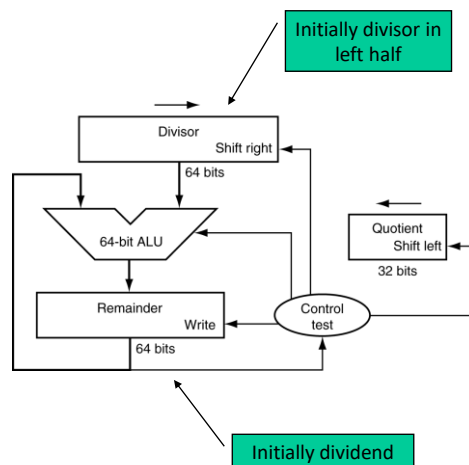 Initially divisor in
left half
Divisor
Shift right
64 bits
64-bit ALU
Quotient
Shift left
32 bits
Remainder
Write
Control
test
64 bits
Initially dividend